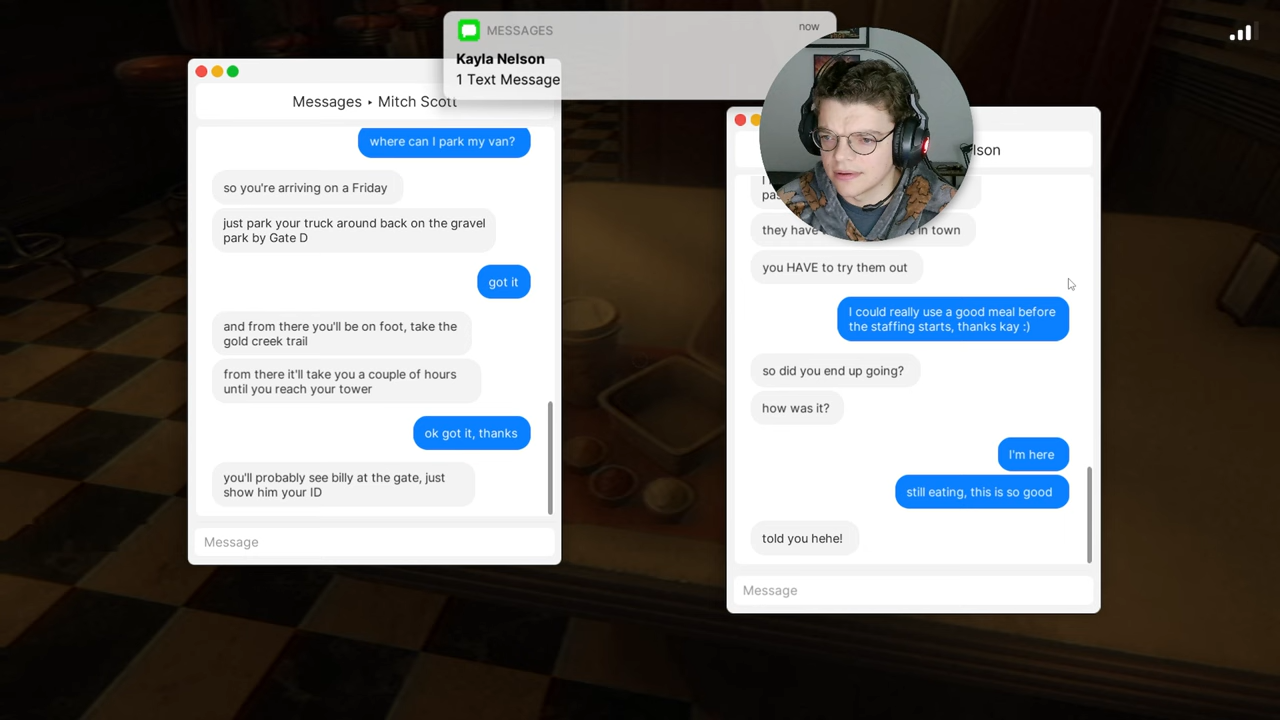 MESSAGES
now
Kayla Nelson
1 Text Message
Messages ‣ Mitch Scott
where can I park my van?
so you're arriving on a Friday
just park your truck around back on the gravel
park by Gate D
got it
and from there you'll be on foot, take the
gold creek trail
from there it'll take you a couple of hours
until you reach your tower
ok got it, thanks
you'll probably see billy at the gate, just
show him your ID
Message
lson
I
pas
they have
in town
you HAVE to try them out
I could really use a good meal before
the staffing starts, thanks kay :)
so did you end up going?
how was it?
I'm here
still eating, this is so good
told you hehe!
Message